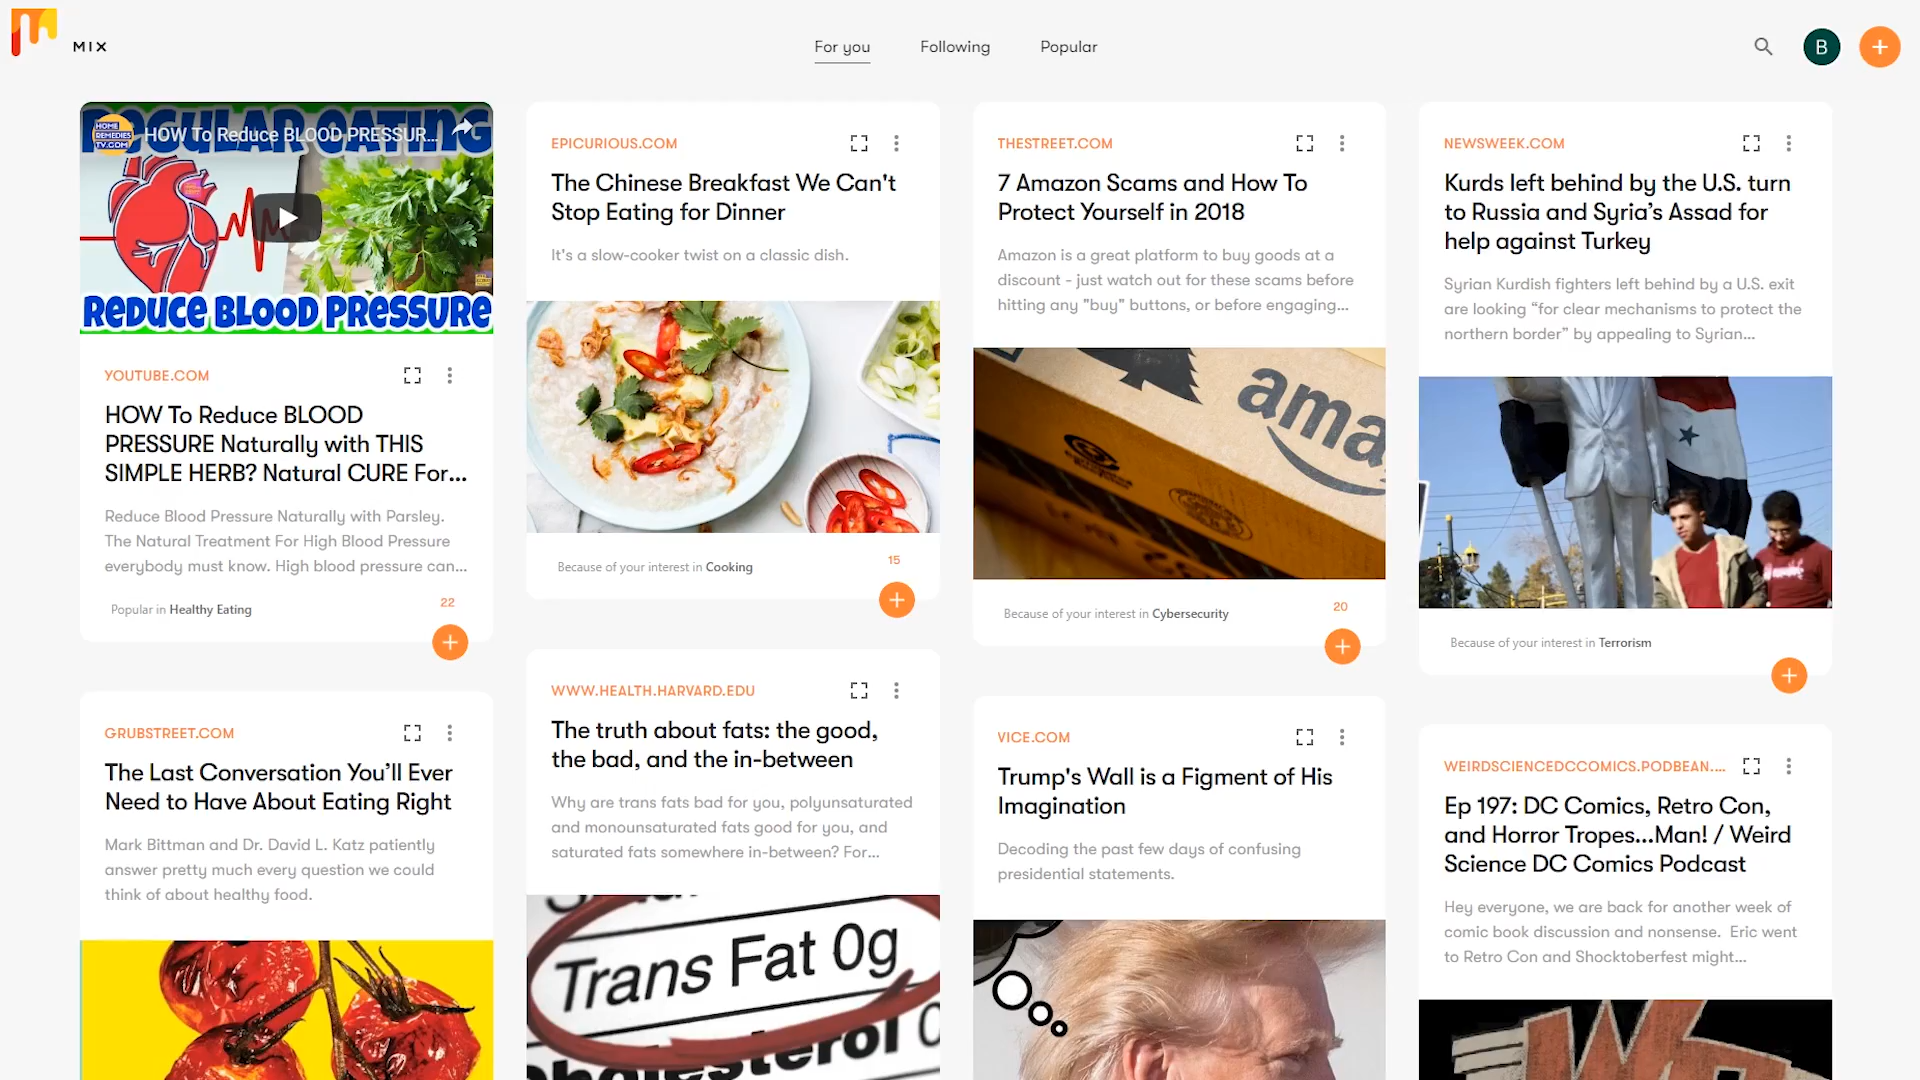 MIX
For you
Following
Popular
B
REGULAR EATING
HOME
REMEDIES
TV.COM
HOW To Reduce BLOOD PRESSUR...
REDUCE BLOOD PRESSURE
YOUTUBE.COM
HOW To Reduce BLOOD
PRESSURE Naturally with THIS
SIMPLE HERB? Natural CURE For...
Reduce Blood Pressure Naturally with Parsley.
The Natural Treatment For High Blood Pressure
everybody must know. High blood pressure can...
Popular in Healthy Eating
22
GRUBSTREET.COM
The Last Conversation You’ll Ever
Need to Have About Eating Right
Mark Bittman and Dr. David L. Katz patiently
answer pretty much every question we could
think of about healthy food.
EPICURIOUS.COM
The Chinese Breakfast We Can't
Stop Eating for Dinner
It's a slow-cooker twist on a classic dish.
Because of your interest in Cooking
15
WWW.HEALTH.HARVARD.EDU
The truth about fats: the good,
the bad, and the in-between
Why are trans fats bad for you, polyunsaturated
and monounsaturated fats good for you, and
saturated fats somewhere in-between? For...
Trans Fat 0g
holesterol 0
THESTREET.COM
7 Amazon Scams and How To
Protect Yourself in 2018
Amazon is a great platform to buy goods at a
discount - just watch out for these scams before
hitting any "buy" buttons, or before engaging...
ama
Because of your interest in Cybersecurity
20
VICE.COM
Trump's Wall is a Figment of His
Imagination
Decoding the past few days of confusing
presidential statements.
NEWSWEEK.COM
Kurds left behind by the U.S. turn
to Russia and Syria’s Assad for
help against Turkey
Syrian Kurdish fighters left behind by a U.S. exit
are looking “for clear mechanisms to protect the
northern border” by appealing to Syrian...
Because of your interest in Terrorism
WEIRDSCIENCEDCCOMICS.PODBEAN....
Ep 197: DC Comics, Retro Con,
and Horror Tropes...Man! / Weird
Science DC Comics Podcast
Hey everyone, we are back for another week of
comic book discussion and nonsense.  Eric went
to Retro Con and Shocktoberfest might...